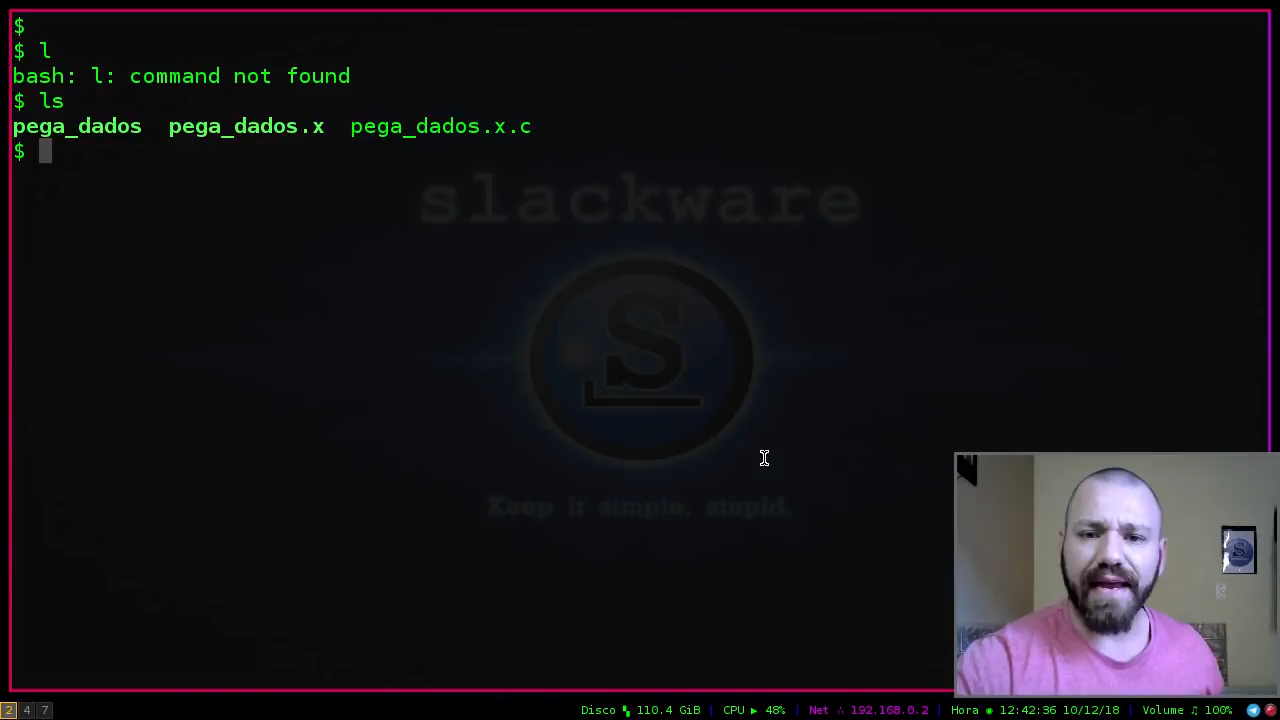 $
$ l
bash: l: command not found
$ ls
pega_dados  pega_dados.x  pega_dados.x.c
$
slackware
S
Keep it simple, stupid.
S
2 4 7
Disco ▚ 110.4 GiB | CPU ▶ 48% | Net ∴ 192.168.0.2 | Hora ◉ 12:42:36 10/12/18 | Volume ♫ 100%